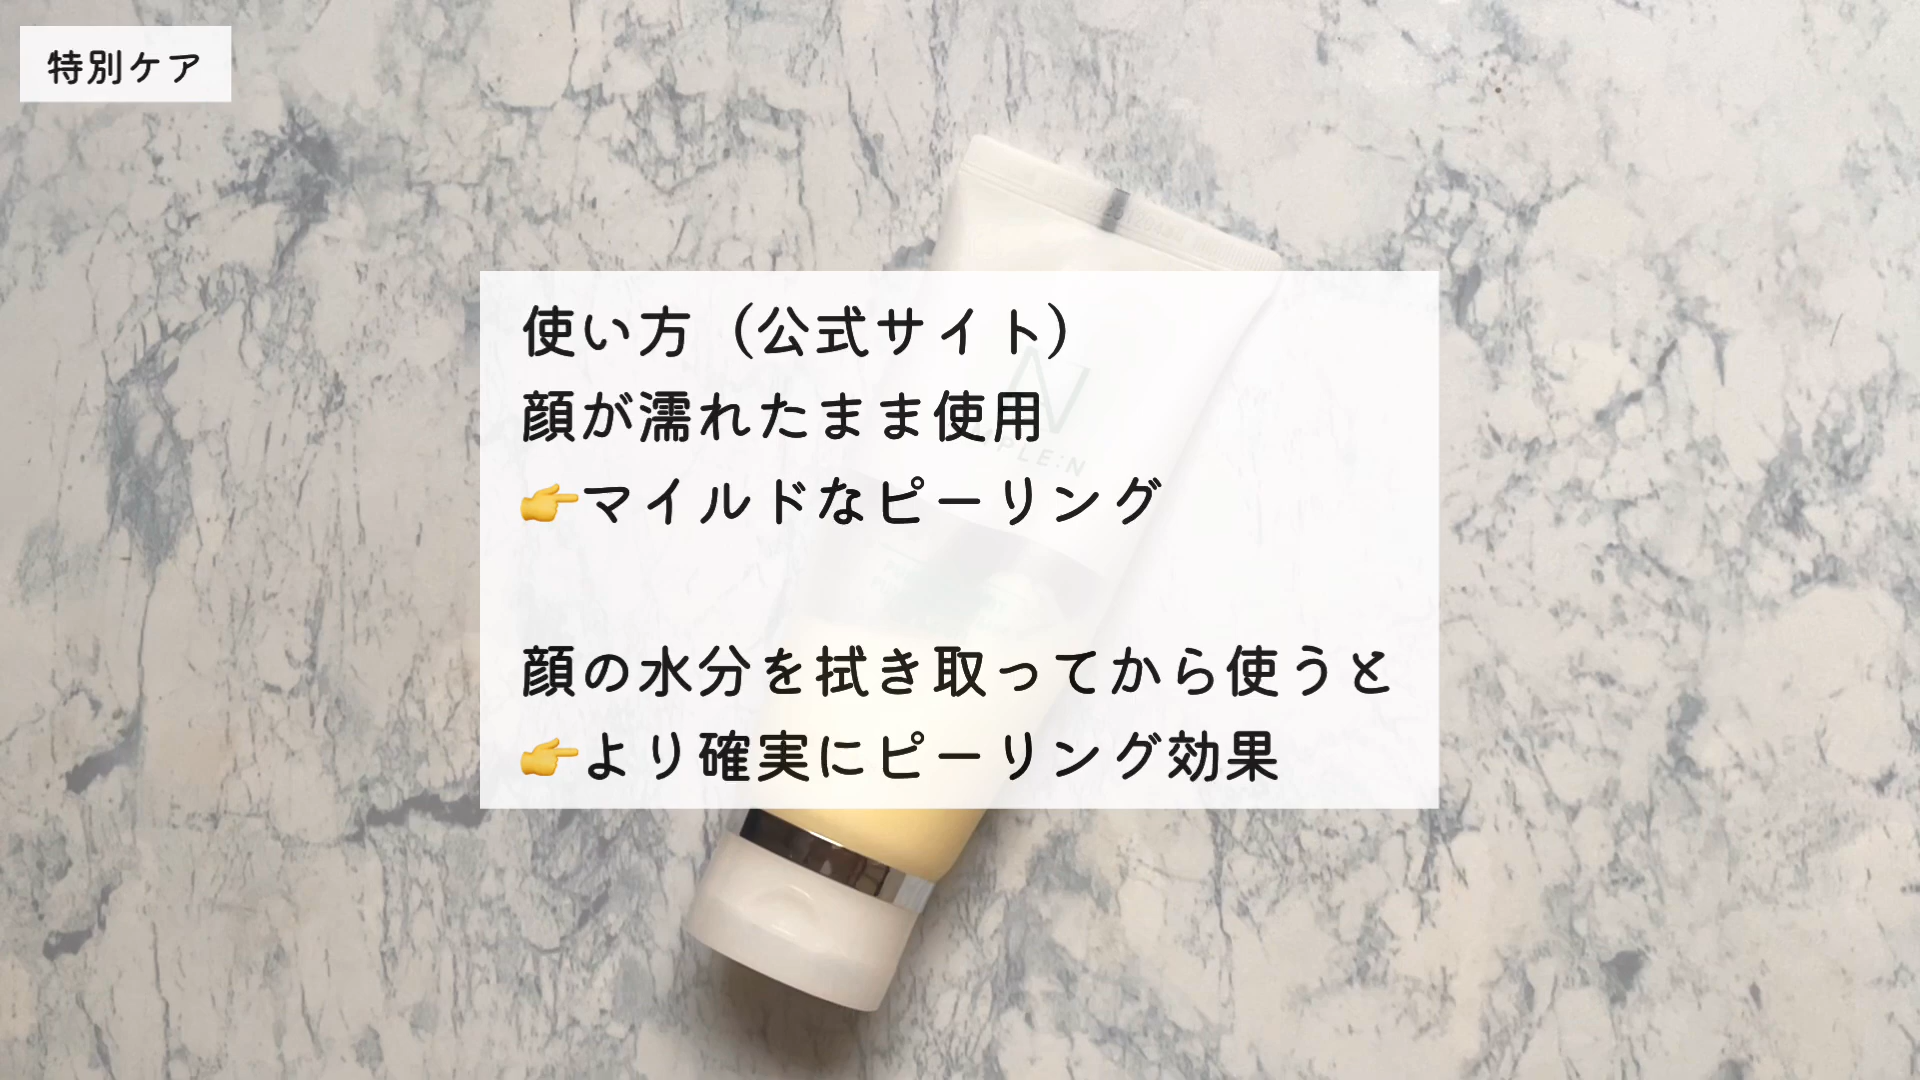 特別ケア
使い方（公式サイト）
顔が濡れたまま使用
👉マイルドなピーリング
顔の水分を拭き取ってから使うと
👉より確実にピーリング効果
N
PLE:N